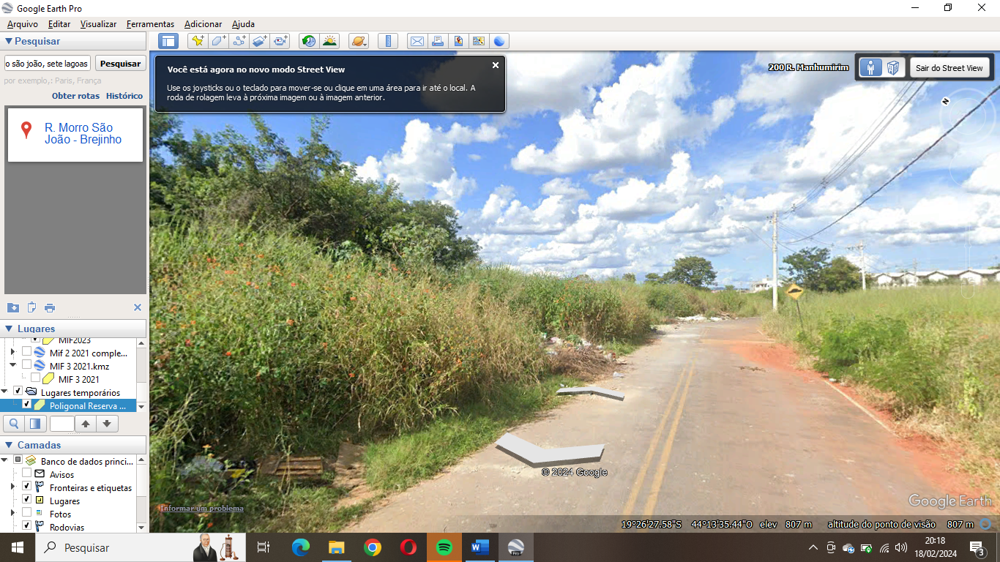 Google Earth Pro
Arquivo Editar Visualizar Ferramentas Adicionar Ajuda
Pesquisar
o são joão, sete lagoas
Pesquisar
por exemplo,: Paris, França
Obter rotas Histórico
R. Morro São
João - Brejinho
Lugares
MIF2023
Mif 2 2021 comple...
MIF 3 2021.kmz
MIF 3 2021
Lugares temporários
Poligonal Reserva ...
Camadas
Banco de dados princi...
Avisos
Fronteiras e etiquetas
Lugares
Fotos
Rodovias
Você está agora no novo modo Street View
Use os joysticks ou o teclado para mover-se ou clique em uma área para ir até o local. A
roda de rolagem leva à próxima imagem ou à imagem anterior.
200 R. Manhumirim
Sair do Street View
N
© 2024 Google
Informar um problema
Google Earth
19°26'27.58"S 44°13'35.44"O elev 807 m altitude do ponto de visão 807 m
Pesquisar
Pro
20:18
18/02/2024
3